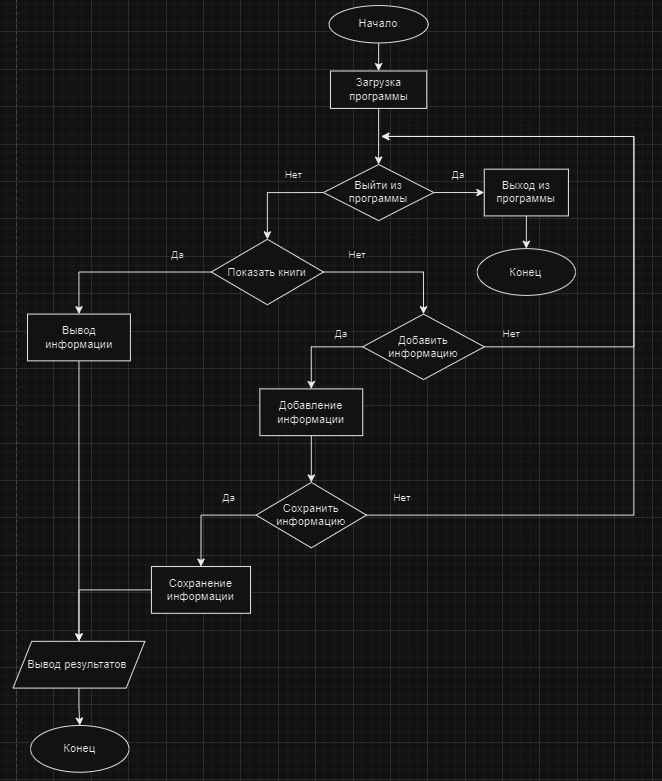 Начало
Загрузка
программы
Нет
Да
Выйти из
программы
Выход из
программы
Да
Нет
Показать книги
Конец
Вывод
информации
Да
Нет
Добавить
информацию
Добавление
информации
Да
Нет
Сохранить
информацию
Сохранение
информации
Вывод результатов
Конец